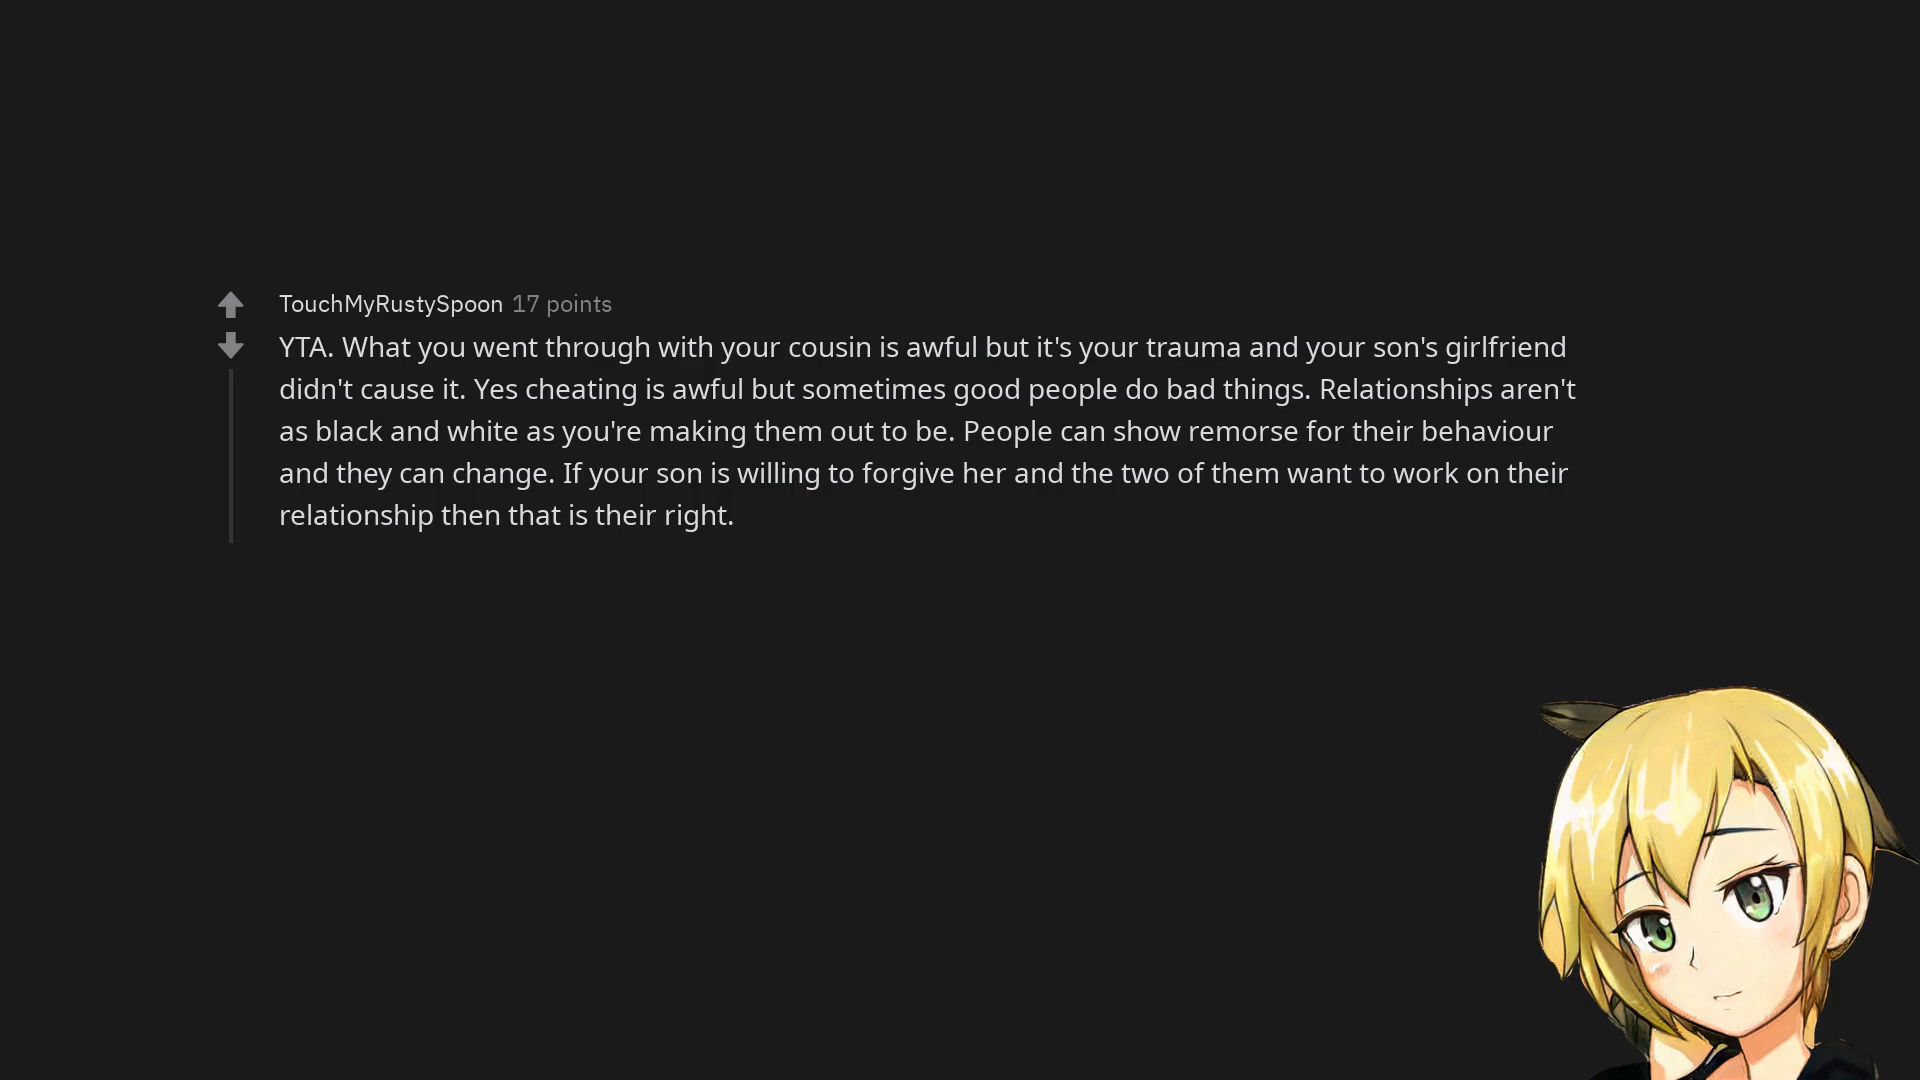 TouchMyRustySpoon 17 points
YTA. What you went through with your cousin is awful but it's your trauma and your son's girlfriend
didn't cause it. Yes cheating is awful but sometimes good people do bad things. Relationships aren't
as black and white as you're making them out to be. People can show remorse for their behaviour
and they can change. If your son is willing to forgive her and the two of them want to work on their
relationship then that is their right.